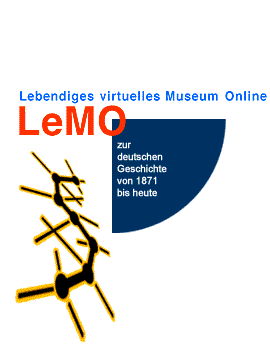 Lebendiges virtuelles Museum Online
LeMO
zur
deutschen
Geschichte
von 1871
bis heute